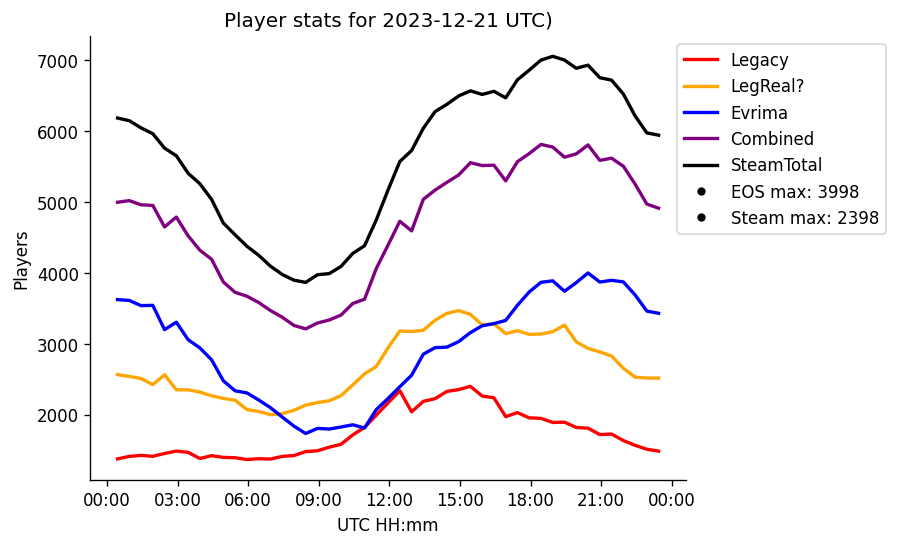 Player stats for 2023-12-21 UTC)
7000
6000
5000
4000
3000
2000
Players
00:00 03:00 06:00 09:00 12:00 15:00 18:00 21:00 00:00
UTC HH:mm
Legacy
LegReal?
Evrima
Combined
SteamTotal
EOS max: 3998
Steam max: 2398